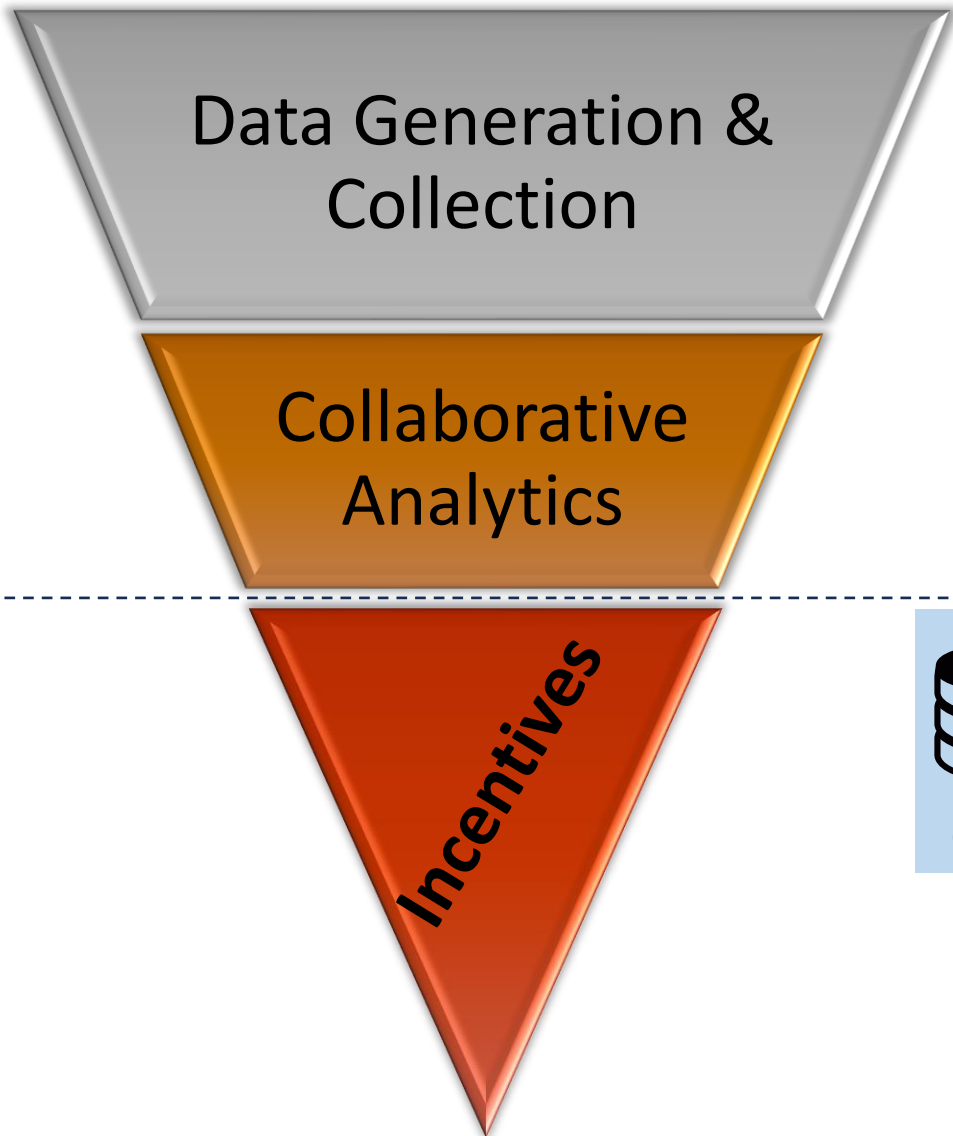 Data Generation &
Collection
Collaborative
Analytics
Incentives